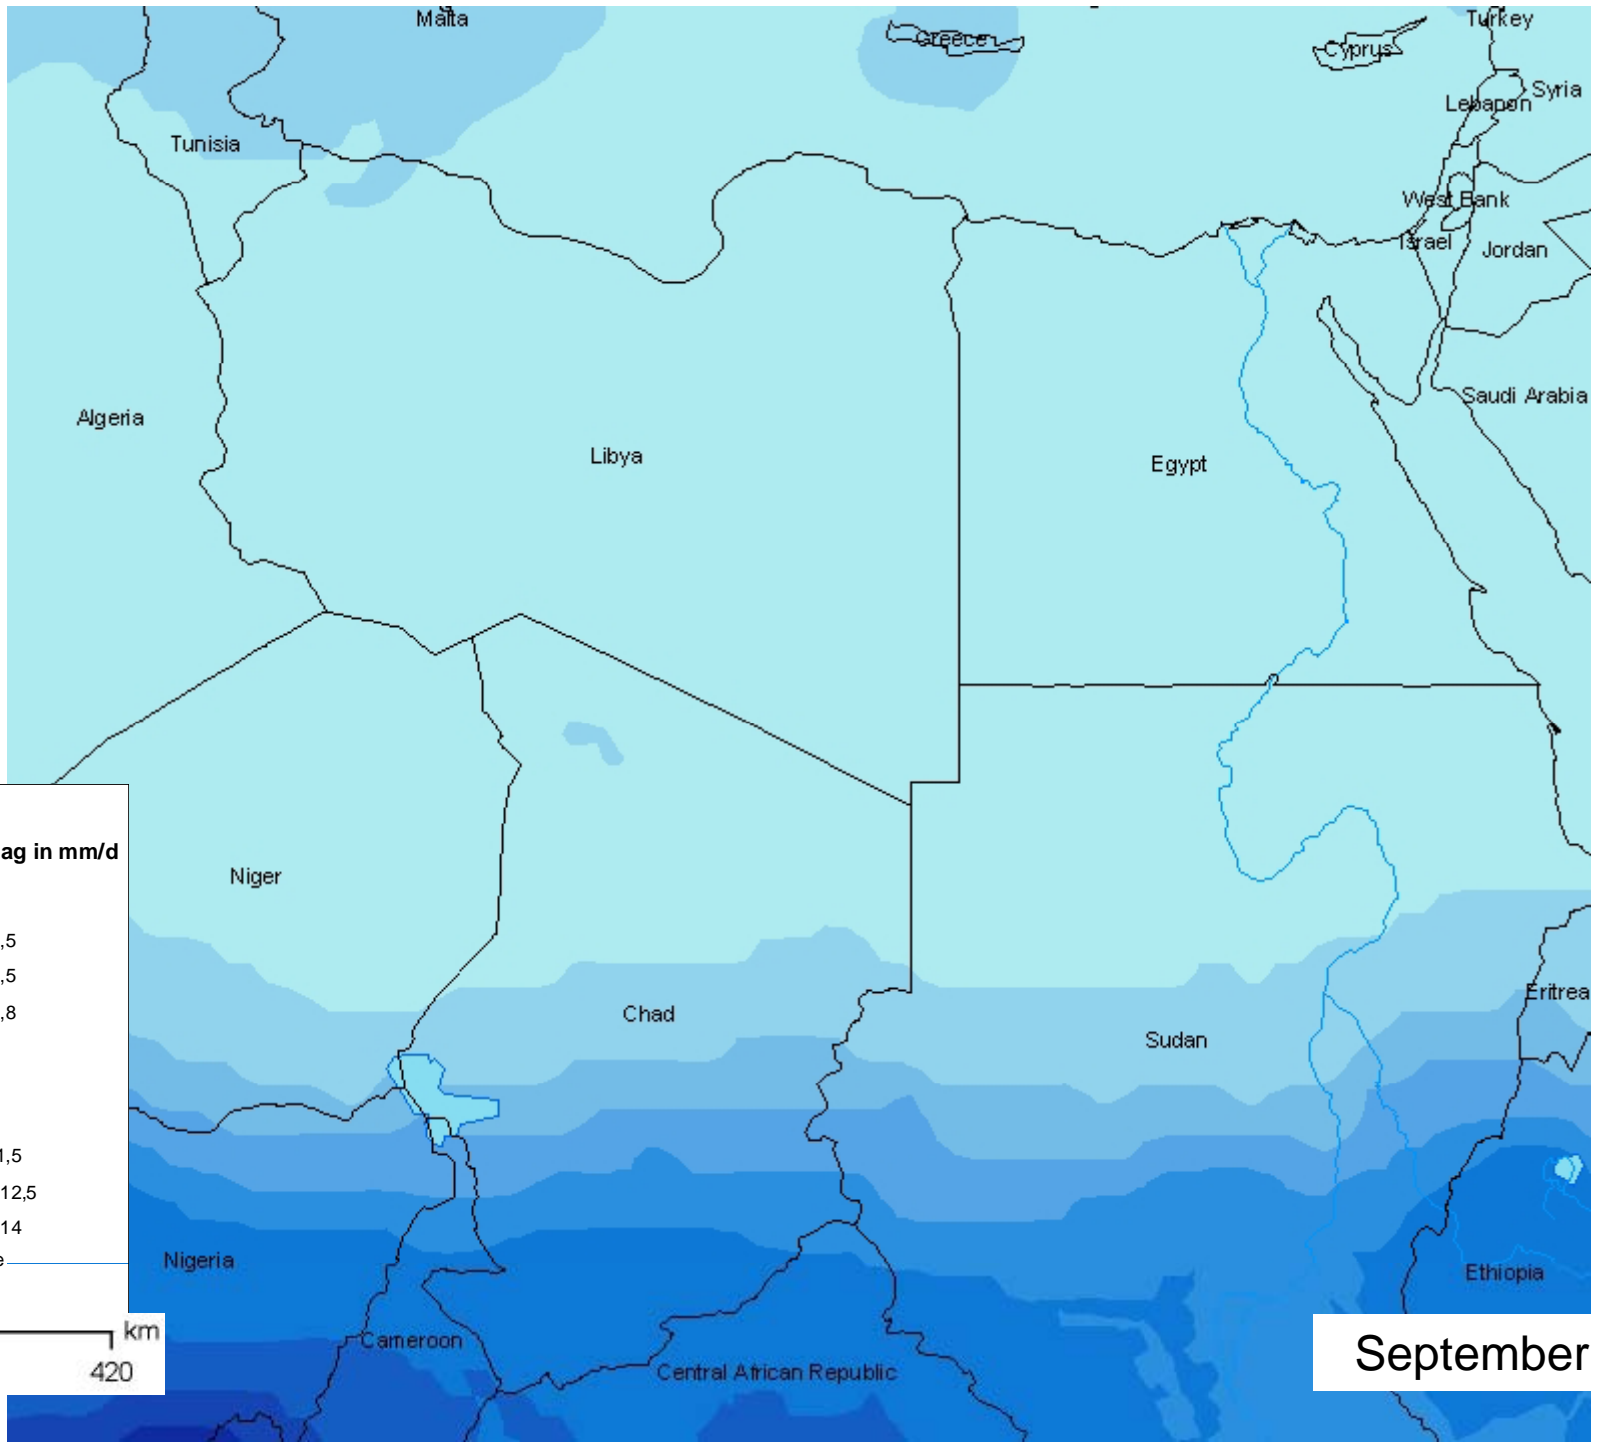 Malta
Greece
Cyprus
Turkey
Syria
Lebanon
Tunisia
West Bank
Israel
Jordan
Saudi Arabia
Algeria
Libya
Egypt
ag in mm/d
Niger
,5
,5
,8
Chad
Eritrea
Sudan
1,5
12,5
14
e
Nigeria
Ethiopia
km
420
Cameroon
Central African Republic
September